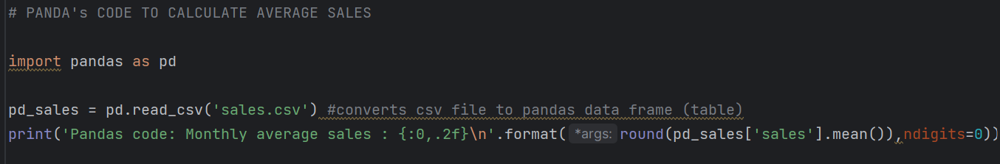 # PANDA's CODE TO CALCULATE AVERAGE SALES
import pandas as pd
pd_sales = pd.read_csv('sales.csv') #converts csv file to pandas data frame (table)
print('Pandas code: Monthly average sales : {:0,.2f}\n'.format( *args: round(pd_sales['sales'].mean()),ndigits=0))